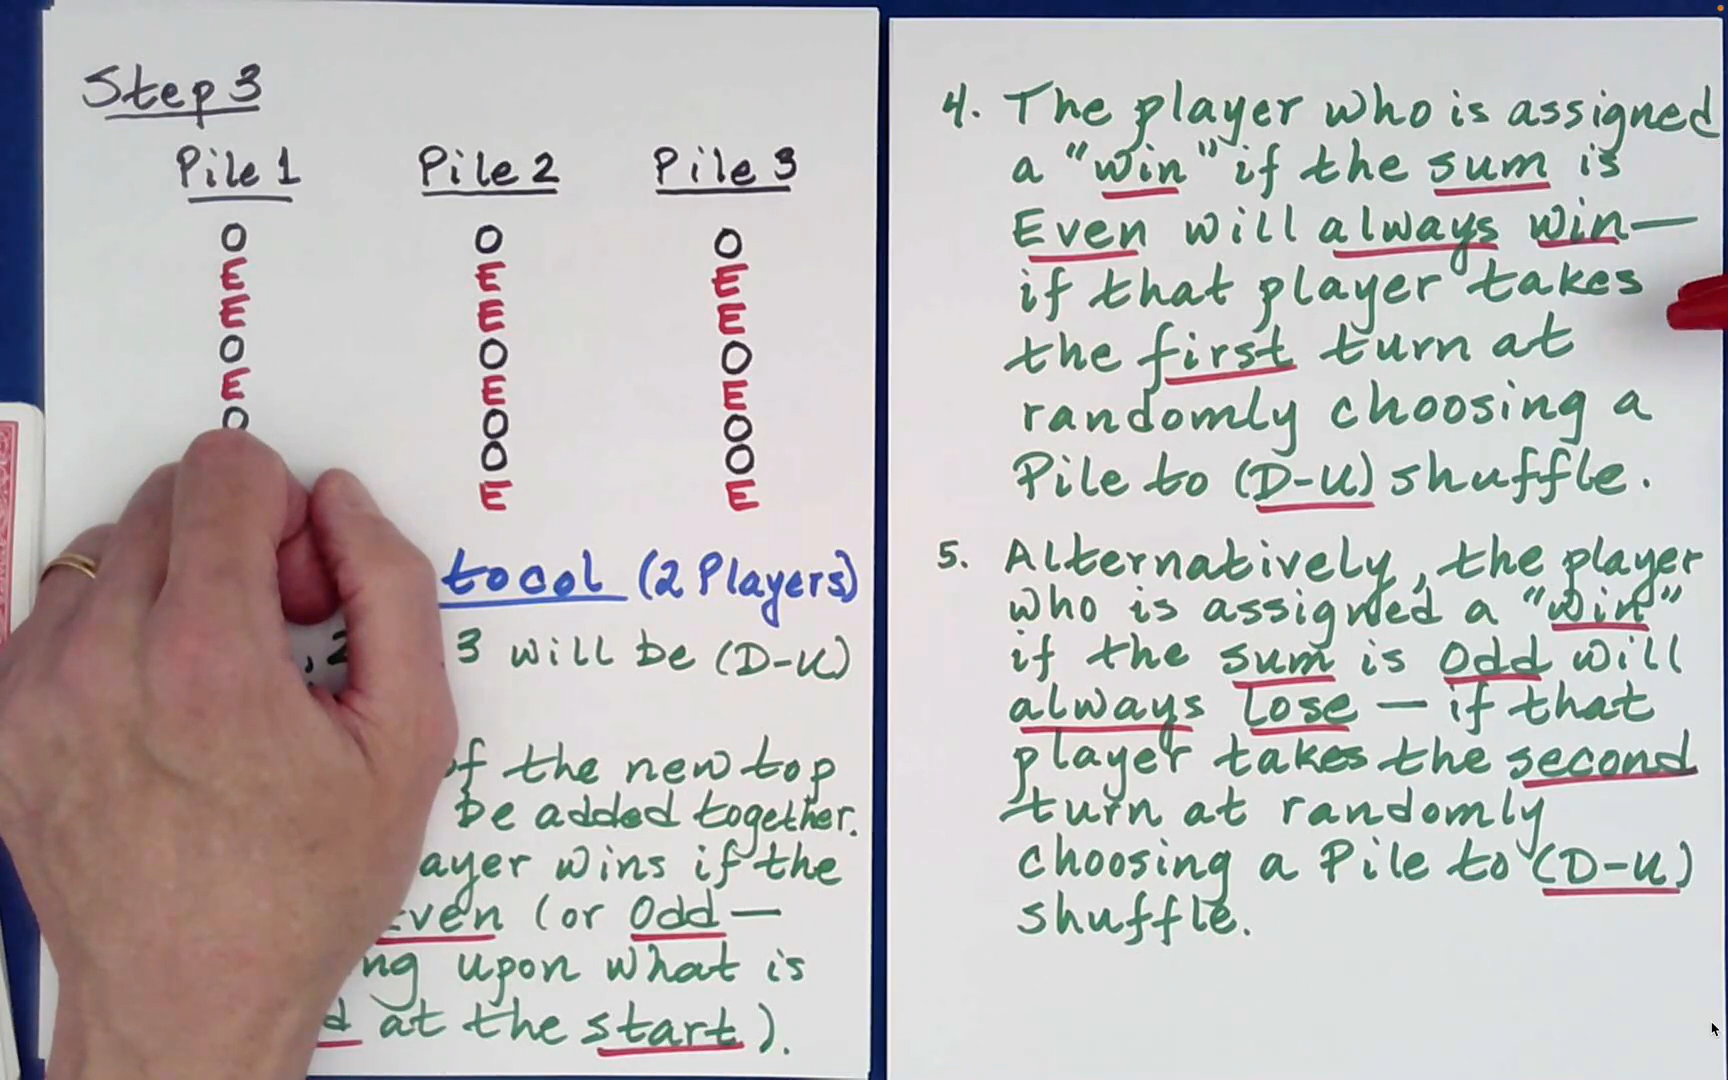 Step 3
Pile 1 Pile 2 Pile 3
O O O
E E E
E E E
O O O
E E E
O O O
O O
E E
tocol (2 Players)
, 2 3 will be (D-U)
of the new top
be added together.
ayer wins if the
Even (or Odd—
ng upon what is
d at the start).
4. The player who is assigned
a "win" if the sum is
Even will always win—
if that player takes
the first turn at
randomly choosing a
Pile to (D-U) shuffle.
5. Alternatively, the player
who is assigned a "win"
if the sum is Odd will
always Lose — if that
player takes the second
turn at randomly
choosing a Pile to (D-U)
shuffle.